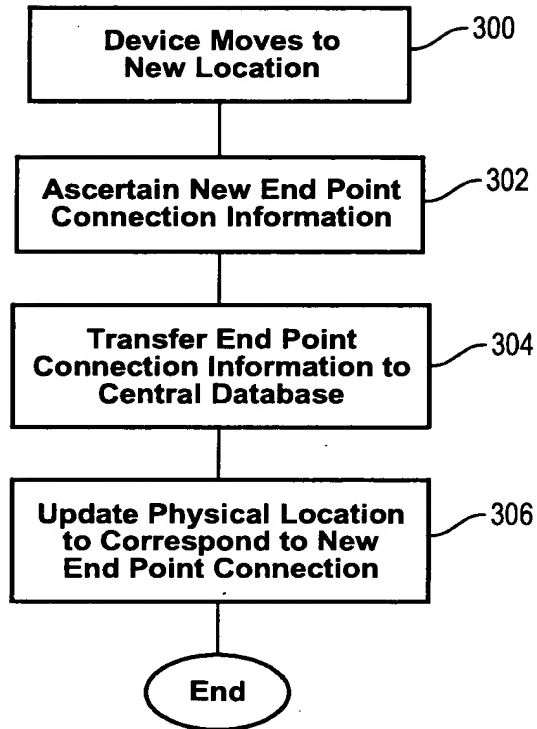 Device Moves to
New Location
300
Ascertain New End Point
Connection Information
302
Transfer End Point
Connection Information to
Central Database
304
Update Physical Location
to Correspond to New
End Point Connection
306
End